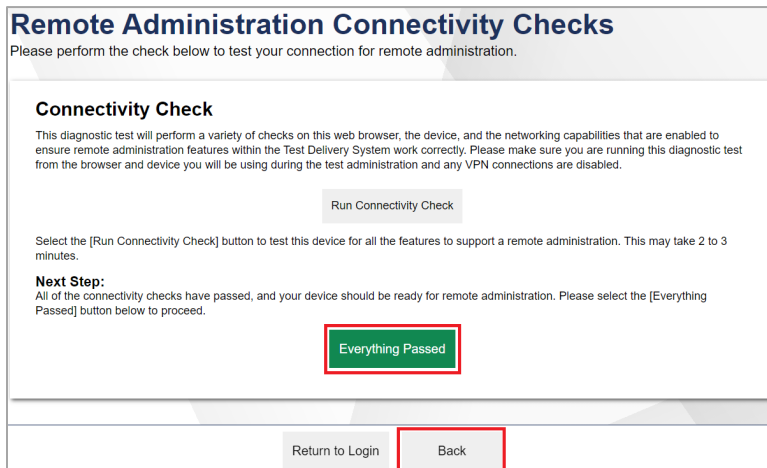 Remote Administration Connectivity Checks
Please perform the check below to test your connection for remote administration.
Connectivity Check
This diagnostic test will perform a variety of checks on this web browser, the device, and the networking capabilities that are enabled to
ensure remote administration features within the Test Delivery System work correctly. Please make sure you are running this diagnostic test
from the browser and device you will be using during the test administration and any VPN connections are disabled.
Run Connectivity Check
Select the [Run Connectivity Check] button to test this device for all the features to support a remote administration. This may take 2 to 3
minutes.
Next Step:
All of the connectivity checks have passed, and your device should be ready for remote administration. Please select the [Everything
Passed] button below to proceed.
Everything Passed
Return to Login Back